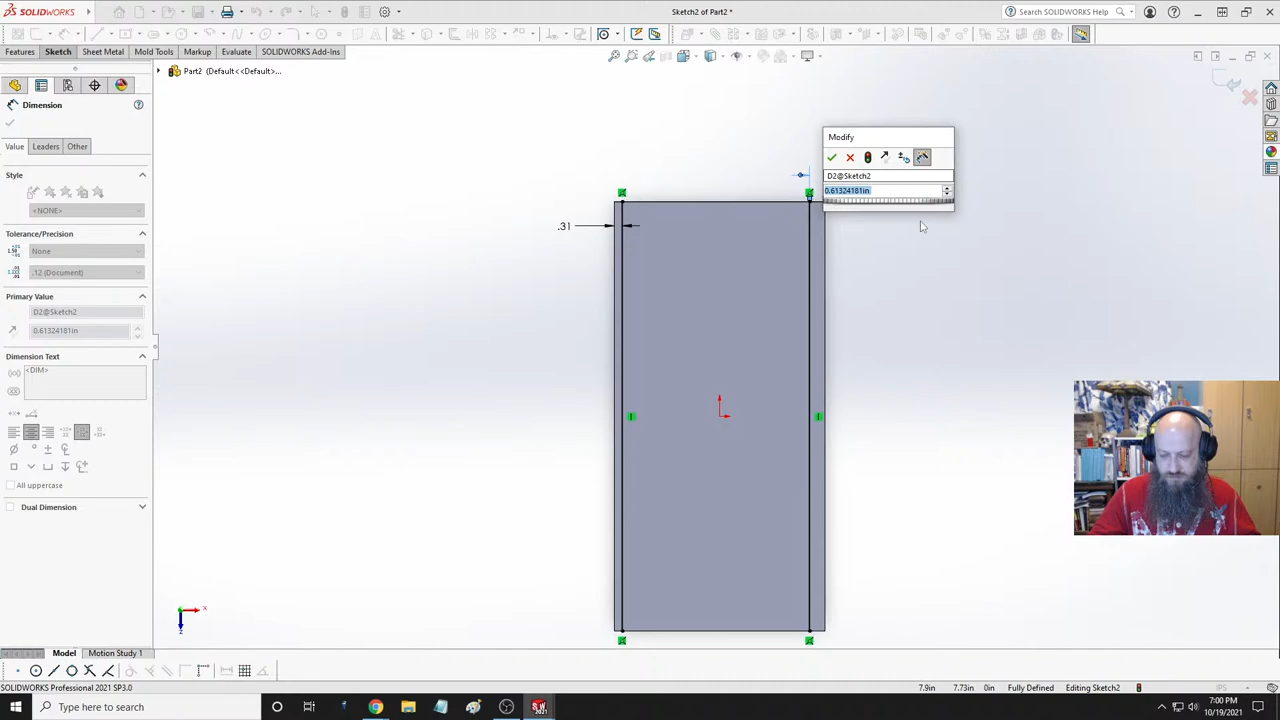 SOLIDWORKS
Sketch2 of Part2 *
Search SOLIDWORKS Help
Features
Sketch
Sheet Metal
Mold Tools
Markup
Evaluate
SOLIDWORKS Add-Ins
Part2 (Default<<Default>...
Dimension
Value
Leaders
Other
Style
<NONE>
Tolerance/Precision
None
.12 (Document)
Primary Value
D2@Sketch2
0.61324181in
Dimension Text
<DIM>
All uppercase
Dual Dimension
Modify
D2@Sketch2
0.61324181in
.31
x
z
Model
Motion Study 1
SOLIDWORKS Professional 2021 SP3.0
7.9in
7.73in
0in
Fully Defined
Editing Sketch2
IPS
Type here to search
7:00 PM
10/19/2021